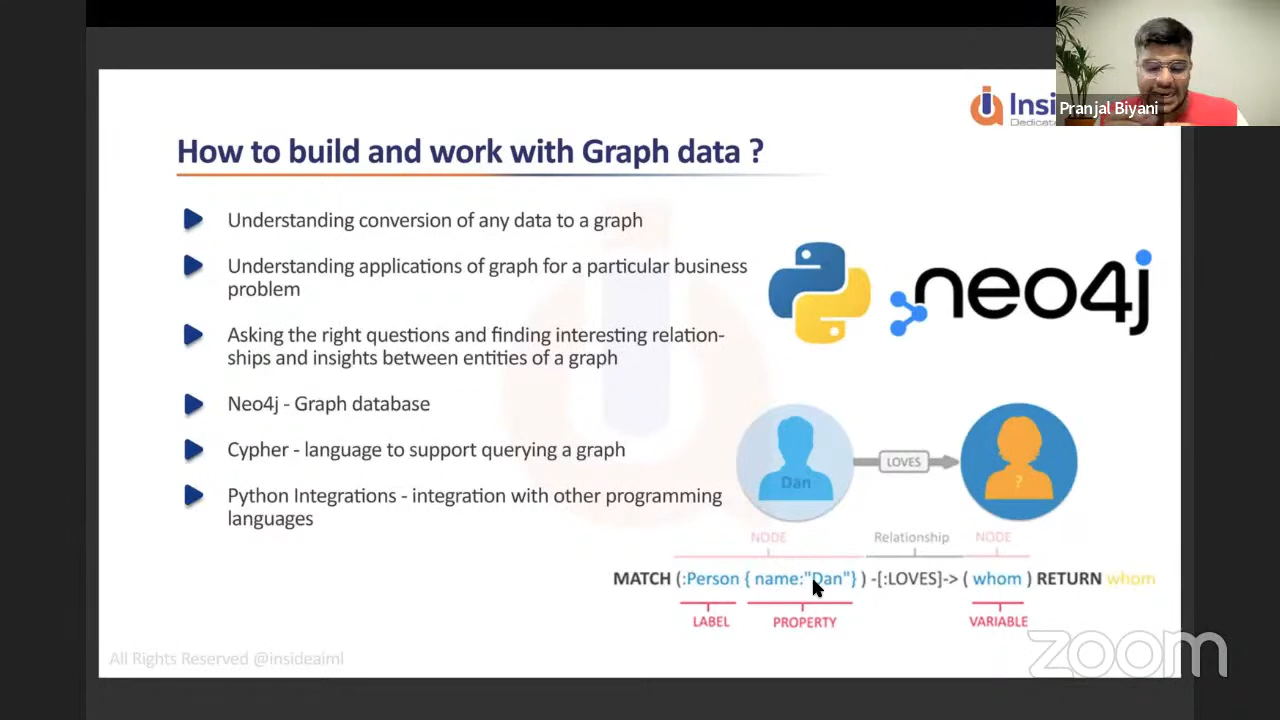 Insi
Dedicat
Pranjal Biyani
How to build and work with Graph data ?
Understanding conversion of any data to a graph
Understanding applications of graph for a particular business
problem
Asking the right questions and finding interesting relation-
ships and insights between entities of a graph
Neo4j - Graph database
Cypher - language to support querying a graph
Python Integrations - integration with other programming
languages
neo4j
Dan
LOVES
?
NODE
Relationship
NODE
MATCH (:Person { name:"Dan"} ) -[:LOVES]-> ( whom ) RETURN whom
LABEL
PROPERTY
VARIABLE
All Rights Reserved @insideaiml
zoom